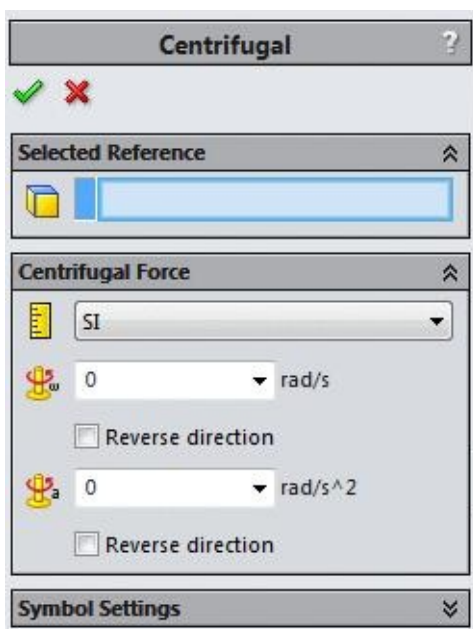 Centrifugal ?
Selected Reference
Centrifugal Force
SI
ω 0 rad/s
Reverse direction
a 0 rad/s^2
Reverse direction
Symbol Settings